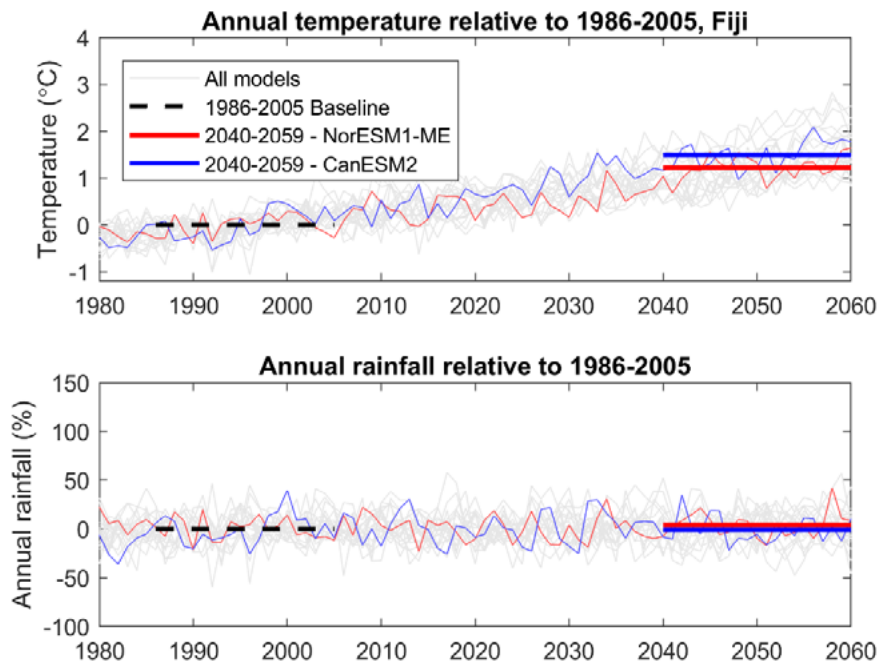 Annual temperature relative to 1986-2005, Fiji
Temperature (°C)
4
3
2
1
0
-1
All models
1986-2005 Baseline
2040-2059 - NorESM1-ME
2040-2059 - CanESM2
1980 1990 2000 2010 2020 2030 2040 2050 2060
Annual rainfall relative to 1986-2005
Annual rainfall (%)
150
100
50
0
-50
-100
1980 1990 2000 2010 2020 2030 2040 2050 2060